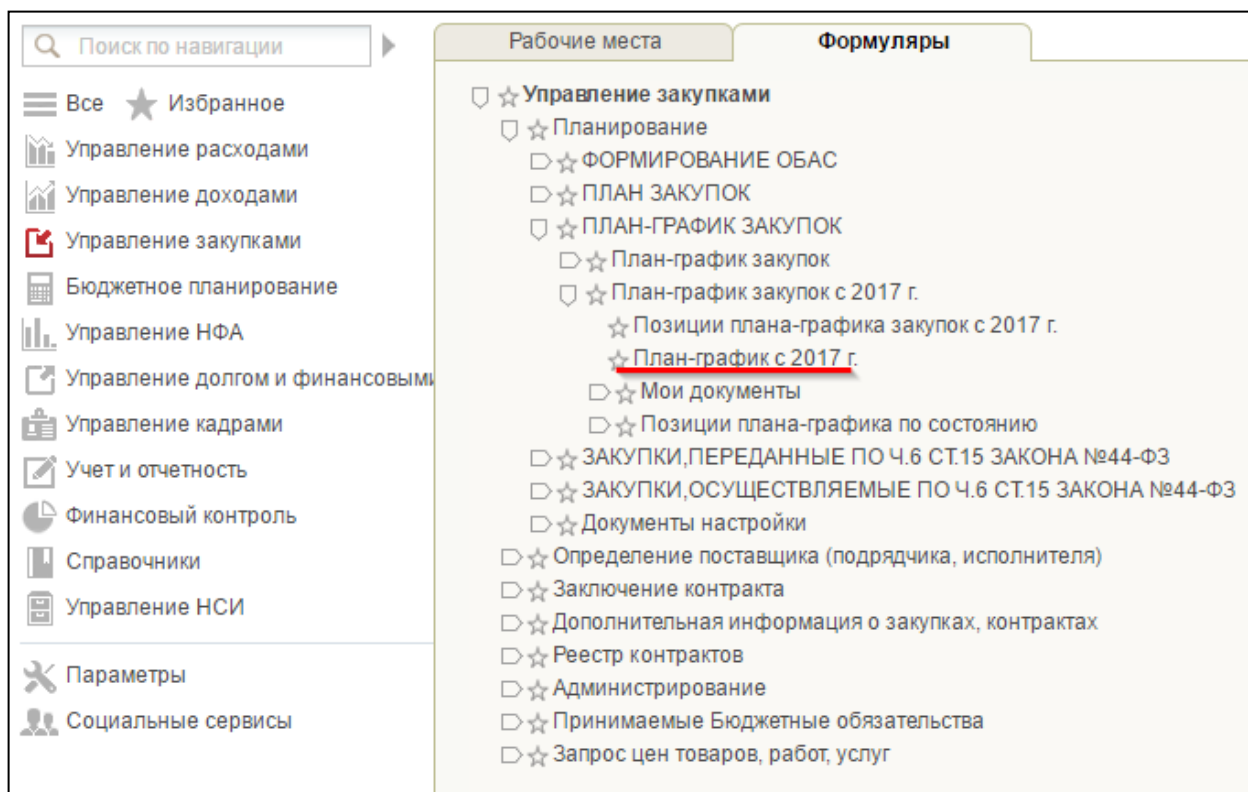 Поиск по навигации
Все Избранное
Управление расходами
Управление доходами
Управление закупками
Бюджетное планирование
Управление НФА
Управление долгом и финансовыми
Управление кадрами
Учет и отчетность
Финансовый контроль
Справочники
Управление НСИ
Параметры
Социальные сервисы
Рабочие места Формуляры
Управление закупками
Планирование
ФОРМИРОВАНИЕ ОБАС
ПЛАН ЗАКУПОК
ПЛАН-ГРАФИК ЗАКУПОК
План-график закупок
План-график закупок с 2017 г.
Позиции плана-графика закупок с 2017 г.
План-график с 2017 г.
Мои документы
Позиции плана-графика по состоянию
ЗАКУПКИ,ПЕРЕДАННЫЕ ПО Ч.6 СТ.15 ЗАКОНА №44-ФЗ
ЗАКУПКИ,ОСУЩЕСТВЛЯЕМЫЕ ПО Ч.6 СТ.15 ЗАКОНА №44-ФЗ
Документы настройки
Определение поставщика (подрядчика, исполнителя)
Заключение контракта
Дополнительная информация о закупках, контрактах
Реестр контрактов
Администрирование
Принимаемые Бюджетные обязательства
Запрос цен товаров, работ, услуг